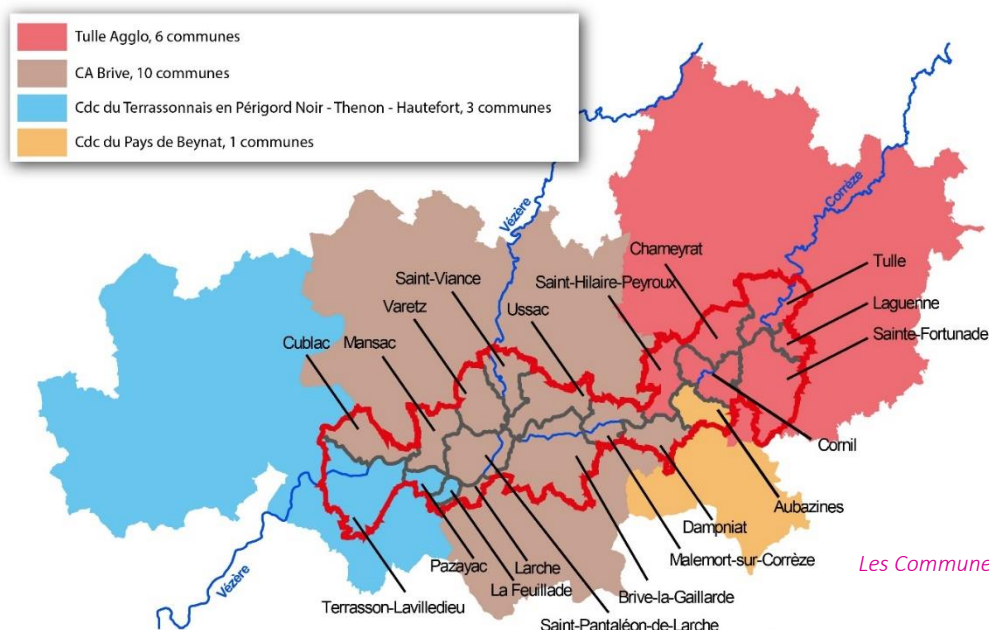 Tulle Agglo, 6 communes
CA Brive, 10 communes
Cdc du Terrassonnais en Périgord Noir - Thenon - Hautefort, 3 communes
Cdc du Pays de Beynat, 1 communes
Vézère
Corrèze
Charneyrat
Saint-Viance
Saint-Hilaire-Peyroux
Tulle
Varetz
Ussac
Laguenne
Cublac
Mansac
Sainte-Fortunade
Cornil
Aubazines
Dampniat
Malemort-sur-Corrèze
Les Commune
Pazayac
Larche
La Feuillade
Brive-la-Gaillarde
Terrasson-Lavilledieu
Saint-Pantaléon-de-Larche
Vézère